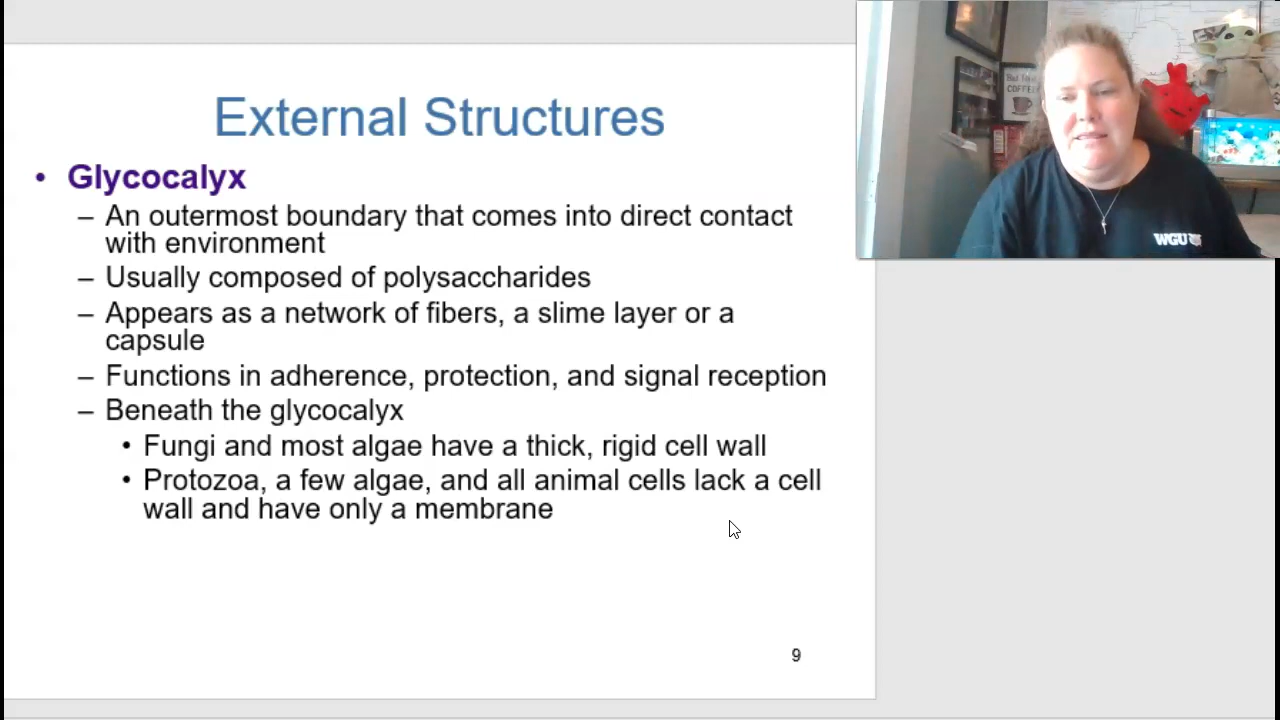 External Structures
• Glycocalyx
– An outermost boundary that comes into direct contact
with environment
– Usually composed of polysaccharides
– Appears as a network of fibers, a slime layer or a
capsule
– Functions in adherence, protection, and signal reception
– Beneath the glycocalyx
• Fungi and most algae have a thick, rigid cell wall
• Protozoa, a few algae, and all animal cells lack a cell
wall and have only a membrane
9
COFFEE
WGU